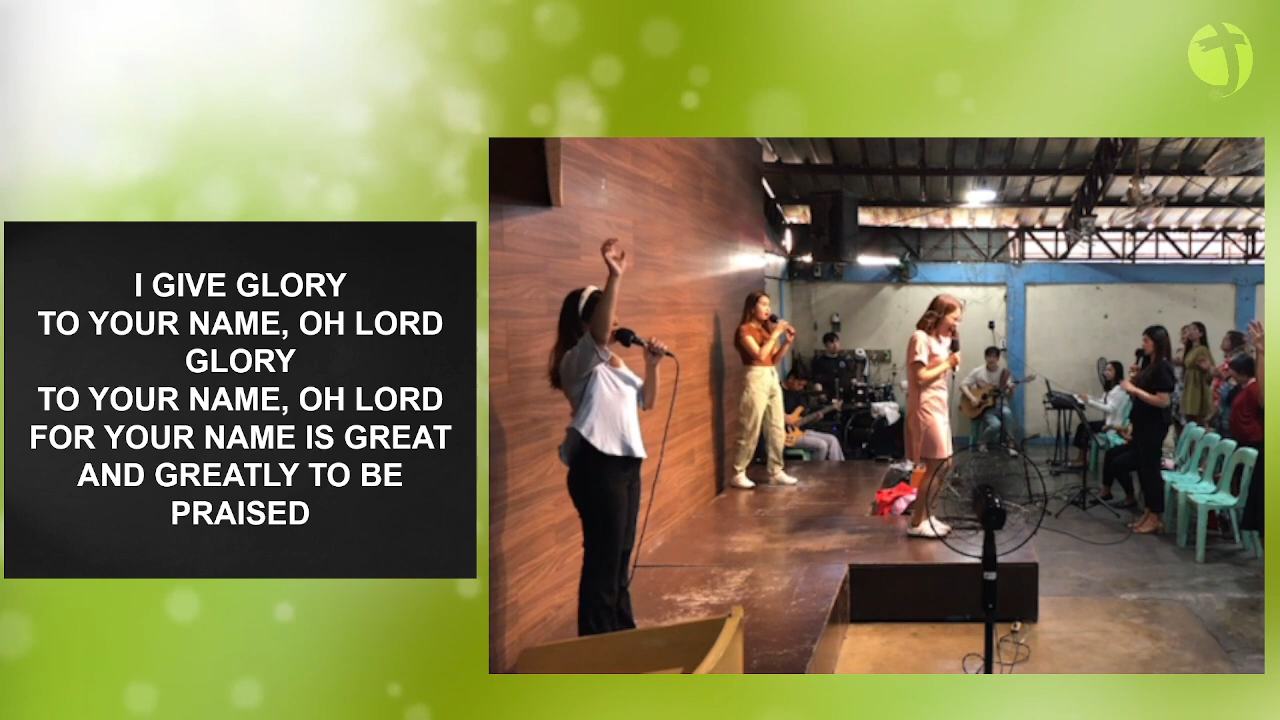 I GIVE GLORY
TO YOUR NAME, OH LORD
GLORY
TO YOUR NAME, OH LORD
FOR YOUR NAME IS GREAT
AND GREATLY TO BE
PRAISED